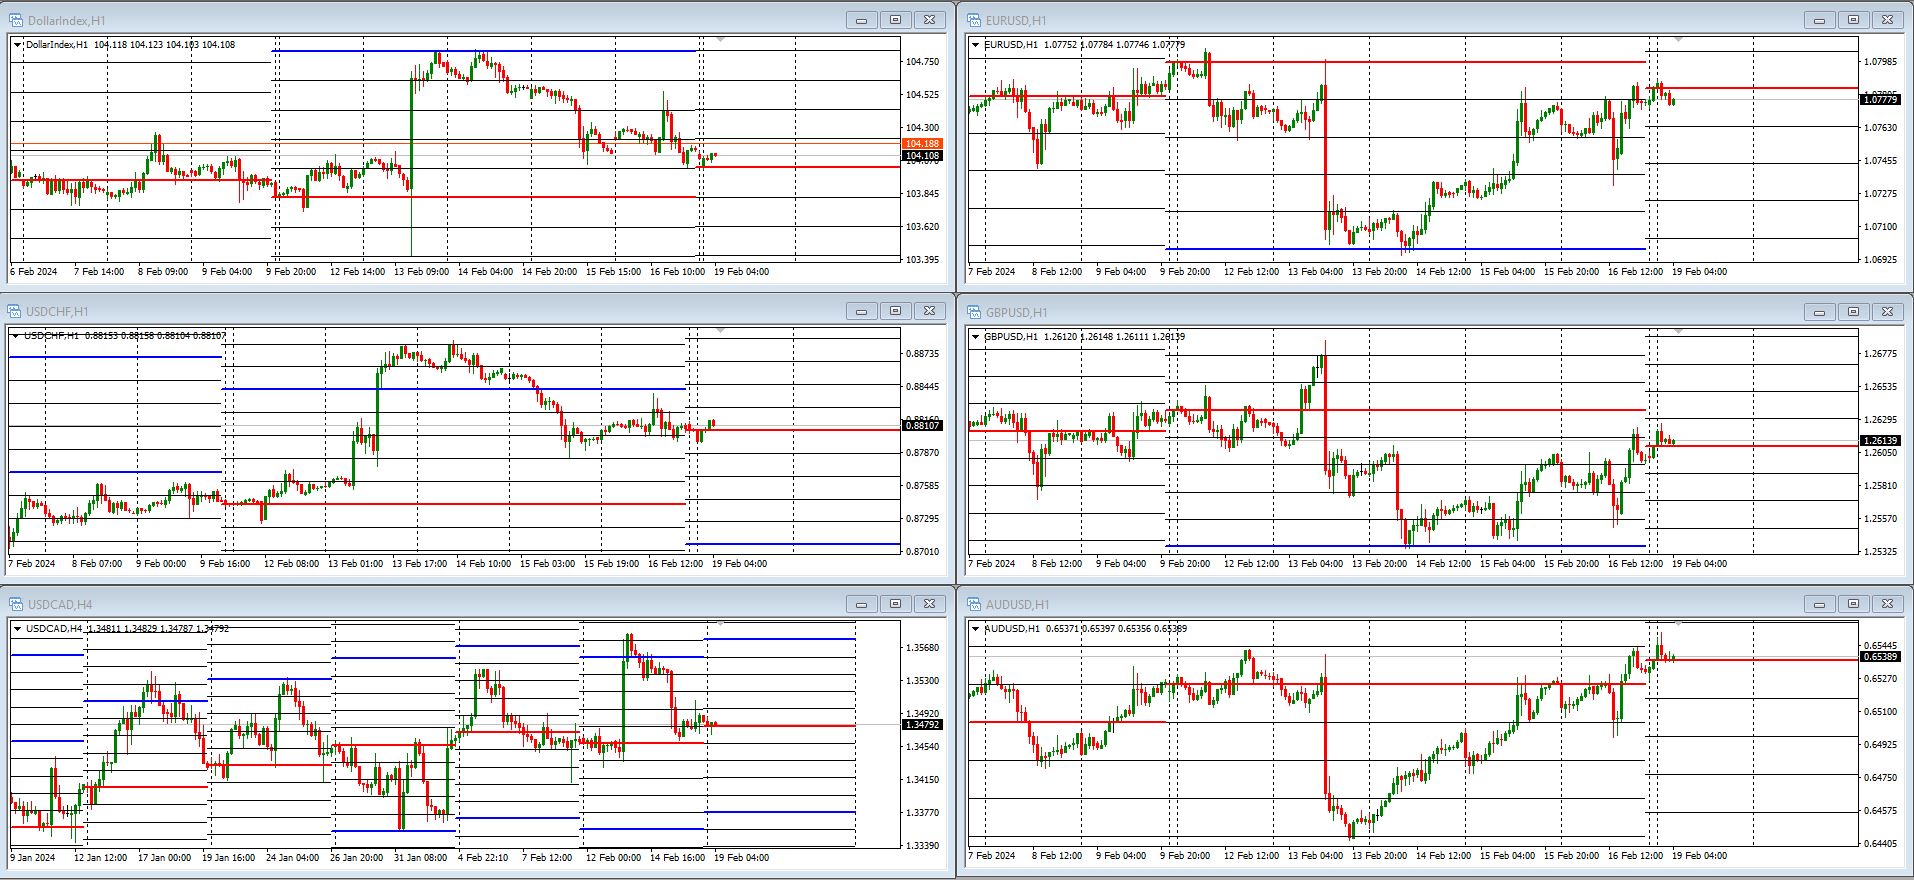 DollarIndex,H1
DollarIndex,H1 104.118 104.123 104.103 104.108
104.750
104.525
104.300
104.188
104.108
103.845
103.620
103.395
6 Feb 2024 7 Feb 14:00 8 Feb 09:00 9 Feb 04:00 9 Feb 20:00 12 Feb 14:00 13 Feb 09:00 14 Feb 04:00 14 Feb 20:00 15 Feb 15:00 16 Feb 10:00 19 Feb 04:00
EURUSD,H1
EURUSD,H1 1.07752 1.07784 1.07746 1.07779
1.07985
1.07779
1.07630
1.07455
1.07275
1.07100
1.06925
7 Feb 2024 8 Feb 12:00 9 Feb 04:00 9 Feb 20:00 12 Feb 12:00 13 Feb 04:00 13 Feb 20:00 14 Feb 12:00 15 Feb 04:00 15 Feb 20:00 16 Feb 12:00 19 Feb 04:00
USDCHF,H1
USDCHF,H1 0.88153 0.88158 0.88104 0.88107
0.88735
0.88445
0.88160
0.88107
0.87870
0.87585
0.87295
0.87010
7 Feb 2024 8 Feb 07:00 9 Feb 00:00 9 Feb 16:00 12 Feb 08:00 13 Feb 01:00 13 Feb 17:00 14 Feb 10:00 15 Feb 03:00 15 Feb 19:00 16 Feb 12:00 19 Feb 04:00
GBPUSD,H1
GBPUSD,H1 1.26120 1.26148 1.26111 1.26139
1.26775
1.26535
1.26295
1.26139
1.26050
1.25810
1.25570
1.25325
7 Feb 2024 8 Feb 12:00 9 Feb 04:00 9 Feb 20:00 12 Feb 12:00 13 Feb 04:00 13 Feb 20:00 14 Feb 12:00 15 Feb 04:00 15 Feb 20:00 16 Feb 12:00 19 Feb 04:00
USDCAD,H4
USDCAD,H4 1.34811 1.34829 1.34787 1.34792
1.35680
1.35300
1.34920
1.34792
1.34540
1.34150
1.33770
1.33390
9 Jan 2024 12 Jan 12:00 17 Jan 00:00 19 Jan 16:00 24 Jan 04:00 26 Jan 20:00 31 Jan 08:00 4 Feb 22:10 7 Feb 12:00 12 Feb 00:00 14 Feb 16:00 19 Feb 04:00
AUDUSD,H1
AUDUSD,H1 0.65371 0.65397 0.65356 0.65389
0.65445
0.65389
0.65270
0.65100
0.64925
0.64750
0.64575
0.64405
7 Feb 2024 8 Feb 12:00 9 Feb 04:00 9 Feb 20:00 12 Feb 12:00 13 Feb 04:00 13 Feb 20:00 14 Feb 12:00 15 Feb 04:00 15 Feb 20:00 16 Feb 12:00 19 Feb 04:00